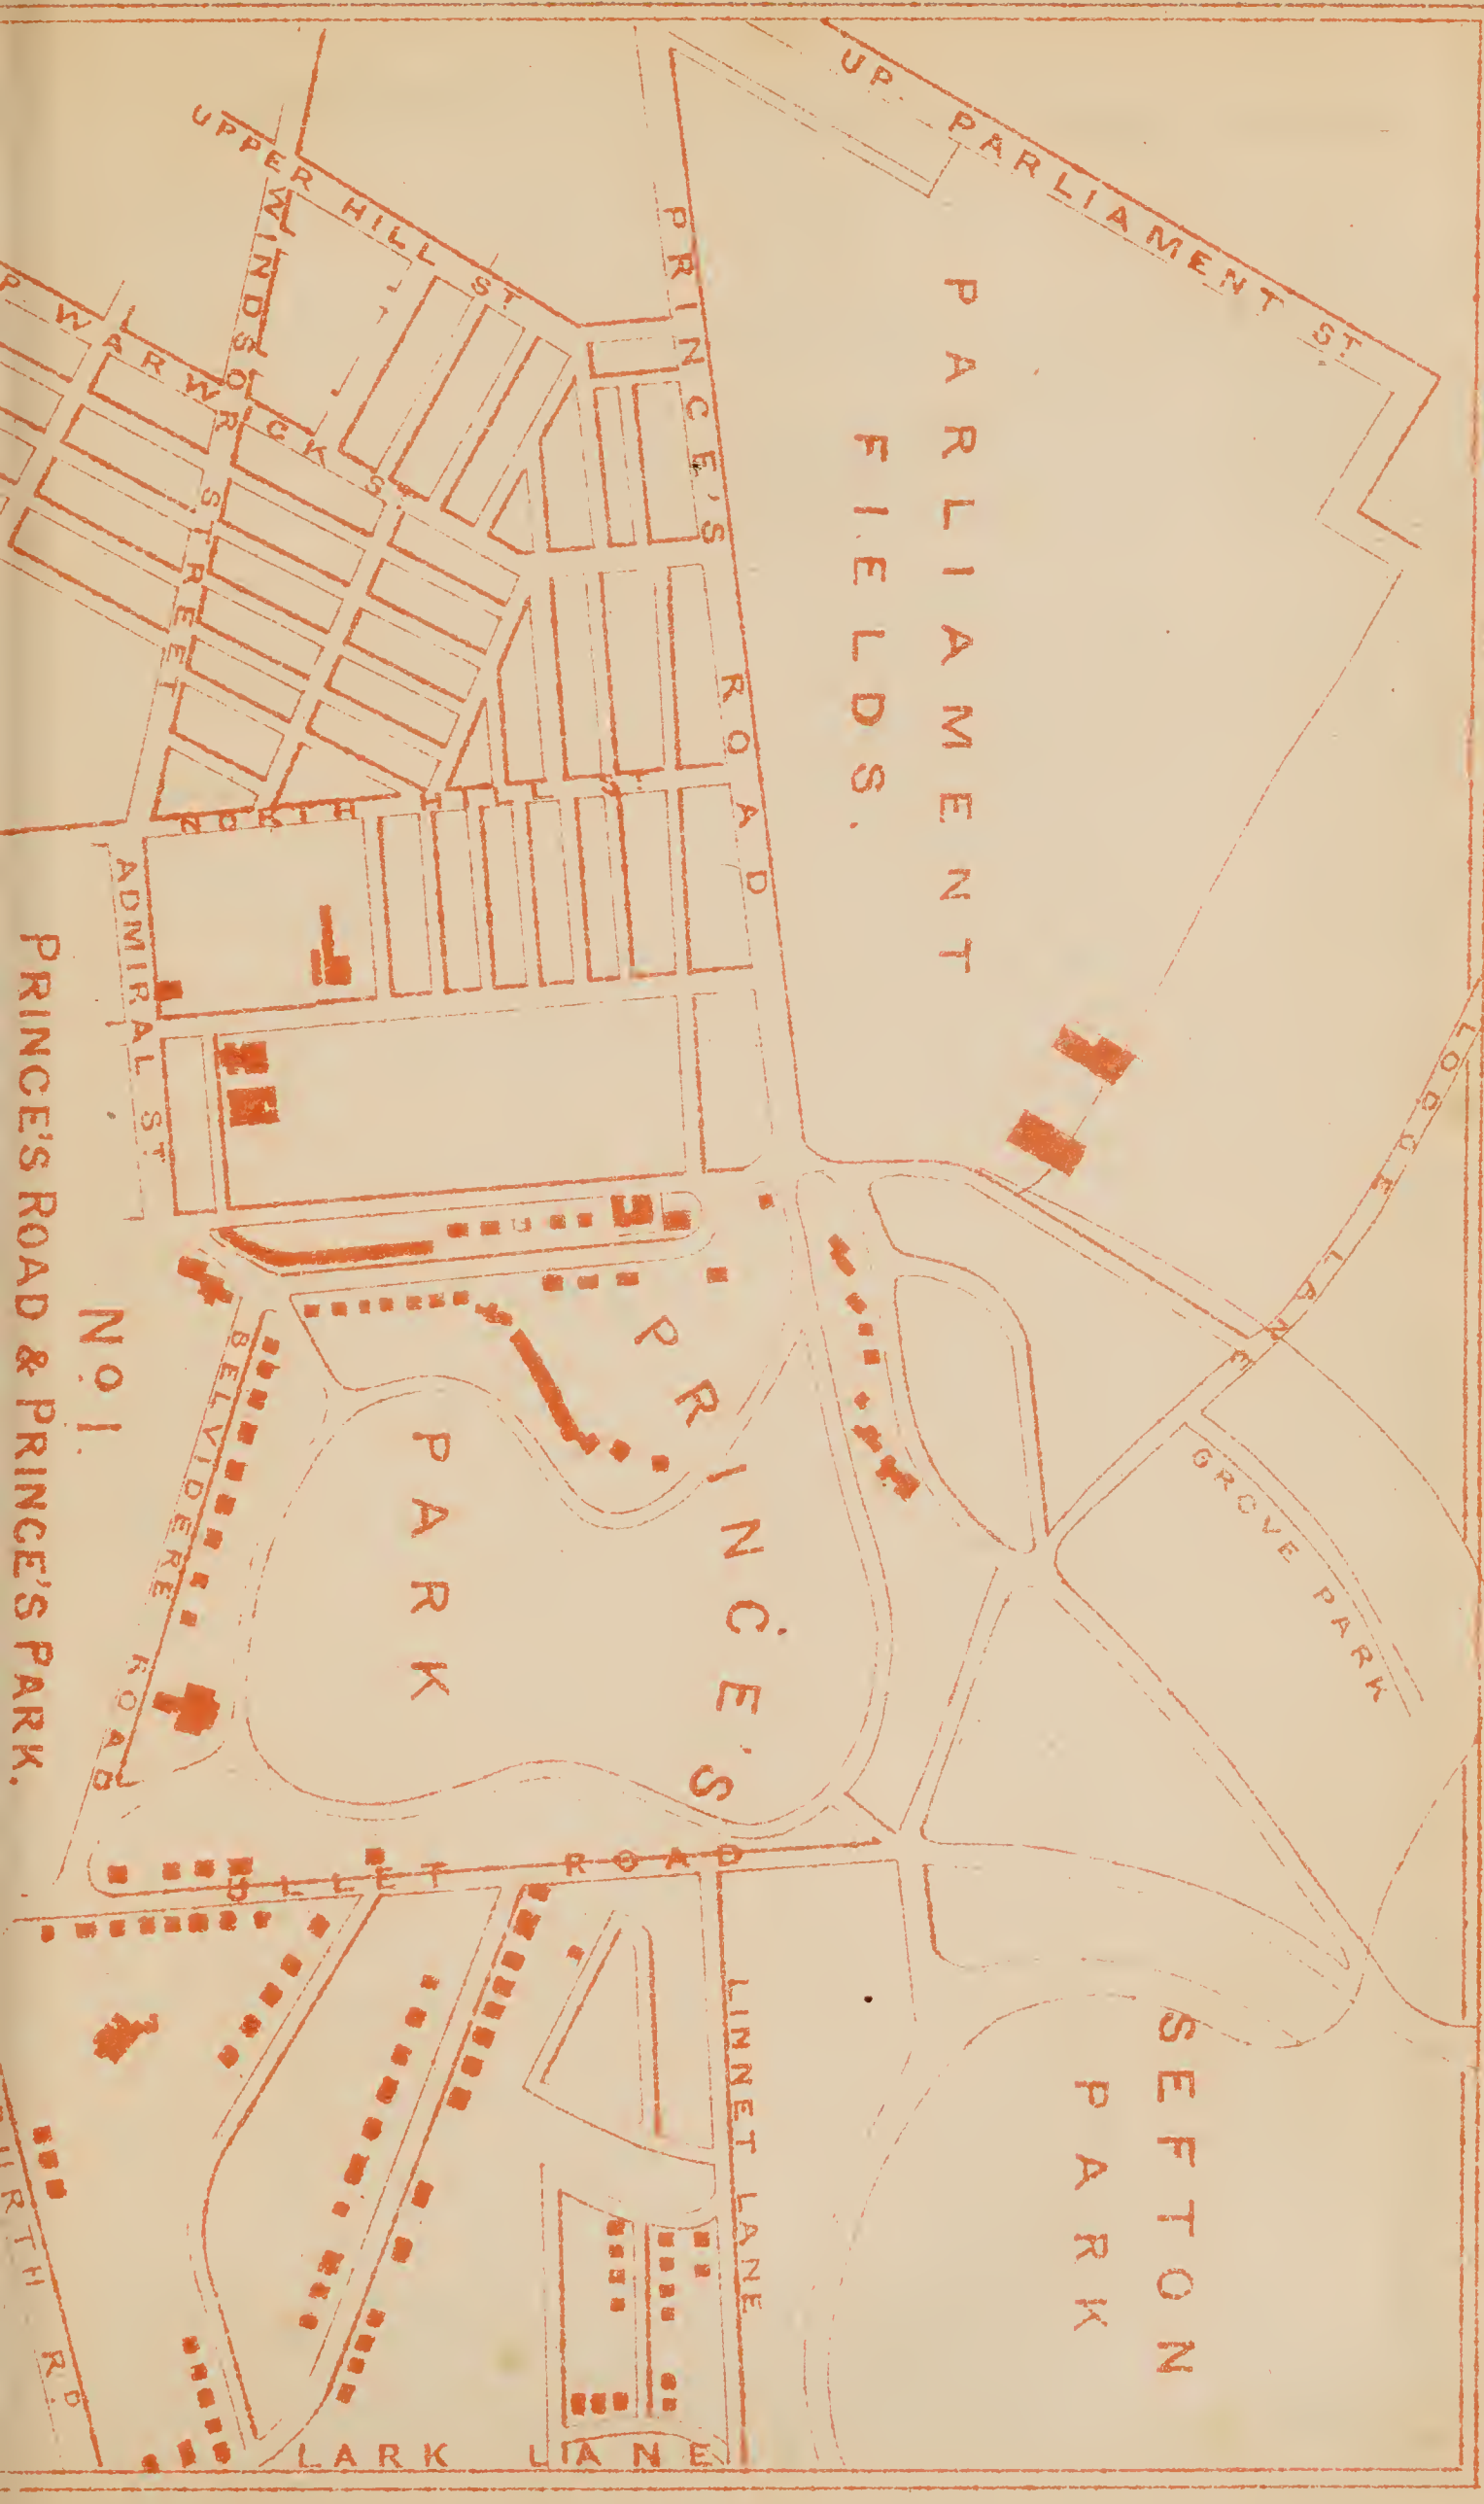 UP. PARLIAMENT ST.
UPPER HILL ST.
WINDSOR STREET
P. WARWICK ST.
PRINCE'S ROAD
PARLIAMENT
FIELDS.
NORTH HILL ST.
ADMIRAL ST.
LODGE LANE
GROVE PARK
PRINCE'S
PARK
BELVIDERE ROAD
ULLET ROAD
LINNET LANE
SEFTON
PARK
LARK LANE
URTH RD.
No. 1.
PRINCE'S ROAD & PRINCE'S PARK.